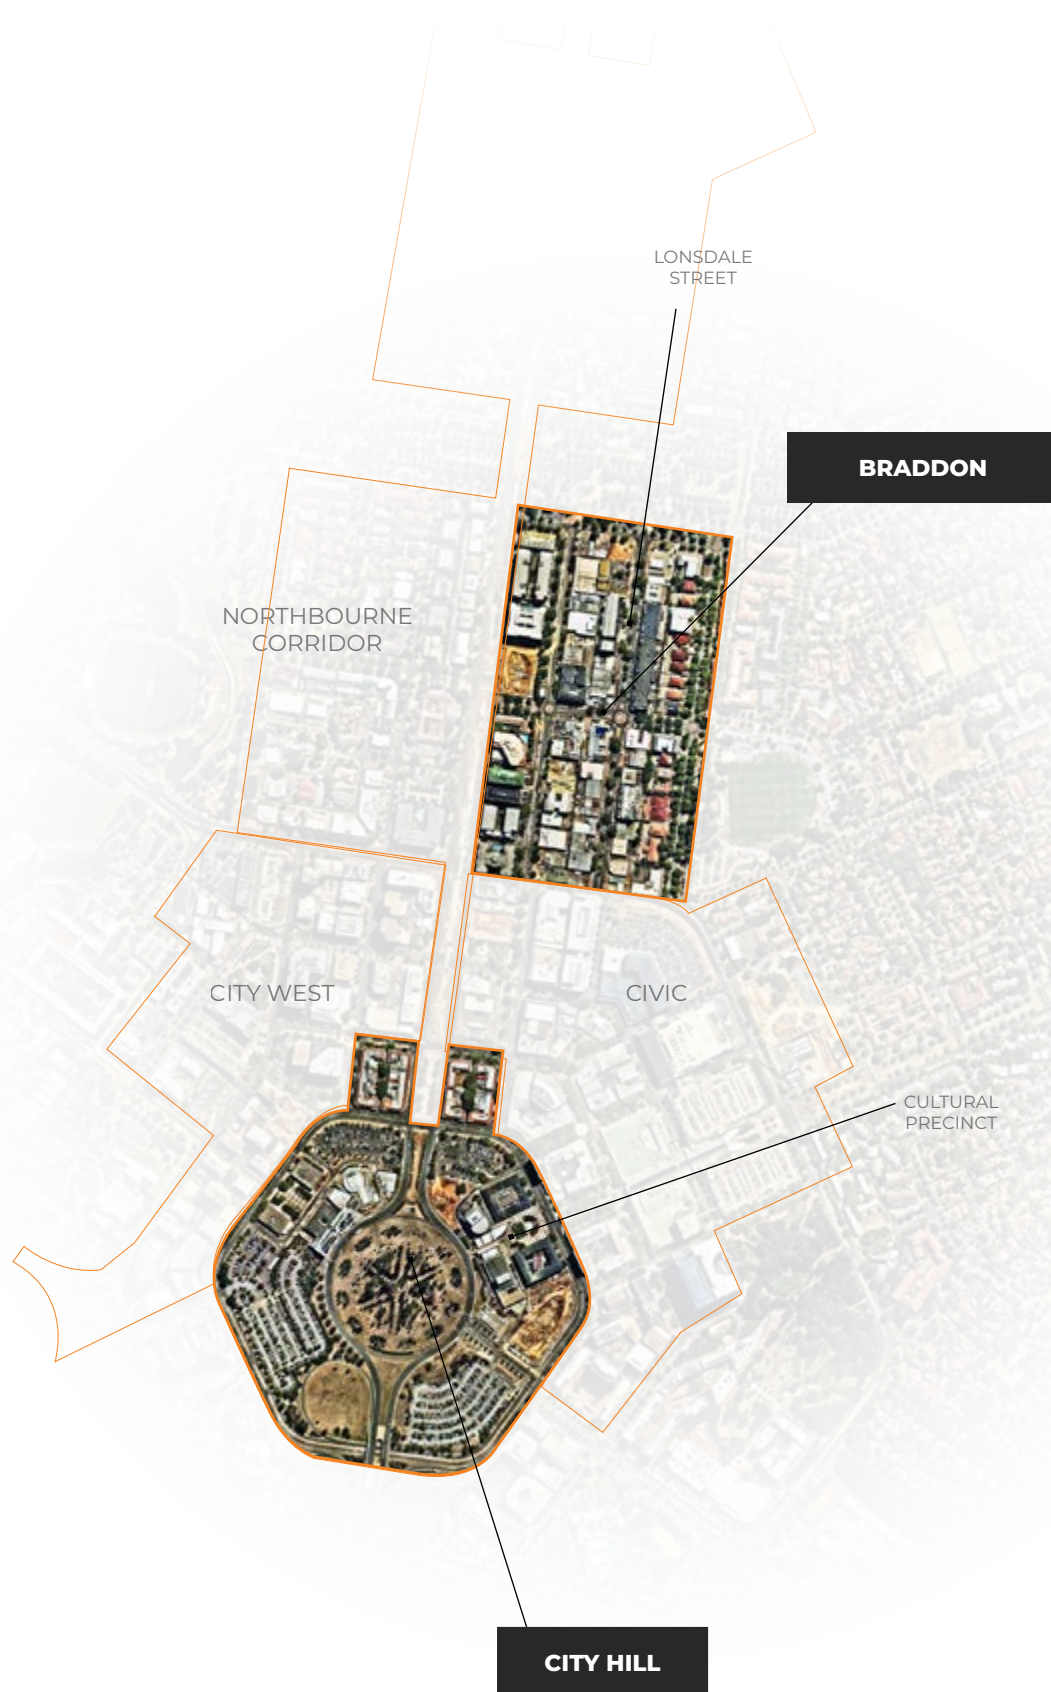 LONSDALE
STREET
BRADDON
NORTHBOURNE
CORRIDOR
CITY WEST
CIVIC
CULTURAL
PRECINCT
CITY HILL